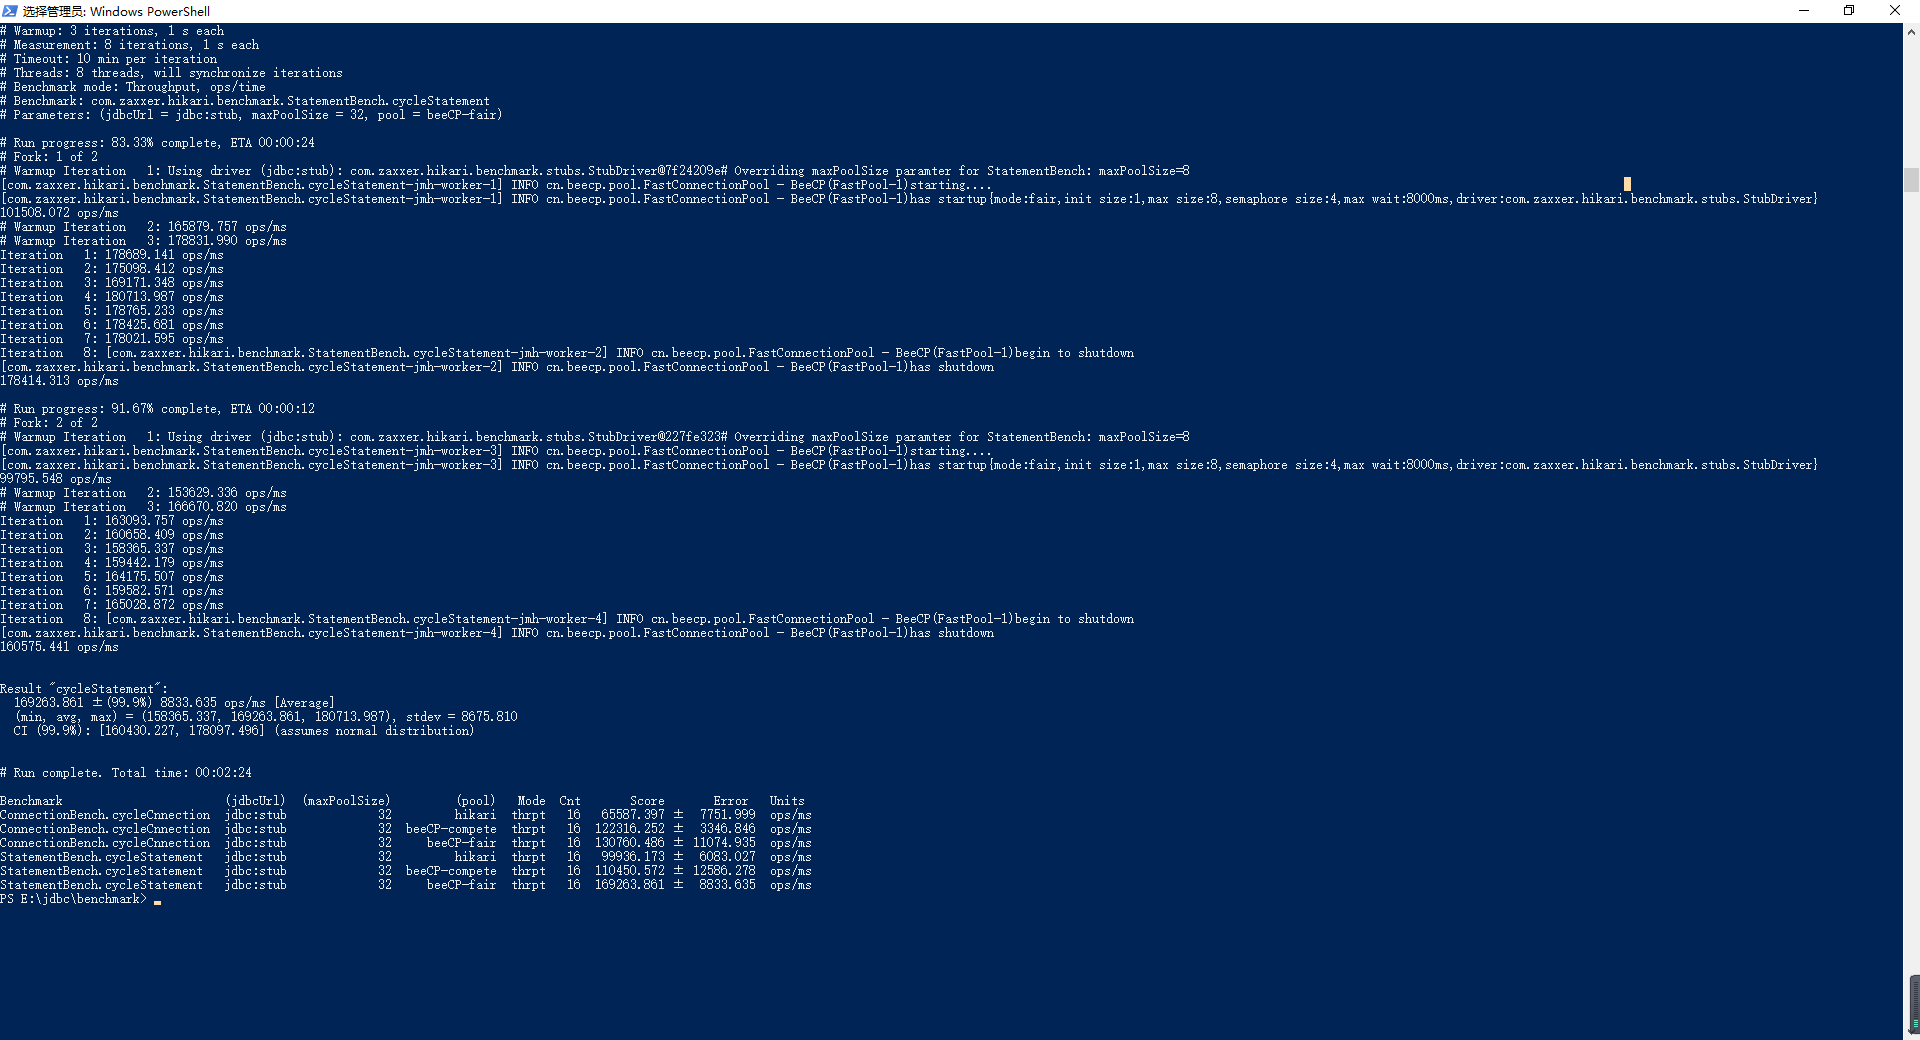 选择管理员: Windows PowerShell
# Warmup: 3 iterations, 1 s each
# Measurement: 8 iterations, 1 s each
# Timeout: 10 min per iteration
# Threads: 8 threads, will synchronize iterations
# Benchmark mode: Throughput, ops/time
# Benchmark: com.zaxxer.hikari.benchmark.StatementBench.cycleStatement
# Parameters: (jdbcUrl = jdbc:stub, maxPoolSize = 32, pool = beeCP-fair)
# Run progress: 83.33% complete, ETA 00:00:24
# Fork: 1 of 2
# Warmup Iteration   1: Using driver (jdbc:stub): com.zaxxer.hikari.benchmark.stubs.StubDriver@7f24209e# Overriding maxPoolSize paramter for StatementBench: maxPoolSize=8
[com.zaxxer.hikari.benchmark.StatementBench.cycleStatement-jmh-worker-1] INFO cn.beecp.pool.FastConnectionPool - BeeCP(FastPool-1)starting....
[com.zaxxer.hikari.benchmark.StatementBench.cycleStatement-jmh-worker-1] INFO cn.beecp.pool.FastConnectionPool - BeeCP(FastPool-1)has startup{mode:fair,init size:1,max size:8,semaphore size:4,max wait:8000ms,driver:com.zaxxer.hikari.benchmark.stubs.StubDriver}
101508.072 ops/ms
# Warmup Iteration   2: 165879.757 ops/ms
# Warmup Iteration   3: 178831.990 ops/ms
Iteration   1: 178689.141 ops/ms
Iteration   2: 175098.412 ops/ms
Iteration   3: 169171.348 ops/ms
Iteration   4: 180713.987 ops/ms
Iteration   5: 178765.233 ops/ms
Iteration   6: 178425.681 ops/ms
Iteration   7: 178021.595 ops/ms
Iteration   8: [com.zaxxer.hikari.benchmark.StatementBench.cycleStatement-jmh-worker-2] INFO cn.beecp.pool.FastConnectionPool - BeeCP(FastPool-1)begin to shutdown
[com.zaxxer.hikari.benchmark.StatementBench.cycleStatement-jmh-worker-2] INFO cn.beecp.pool.FastConnectionPool - BeeCP(FastPool-1)has shutdown
178414.313 ops/ms
# Run progress: 91.67% complete, ETA 00:00:12
# Fork: 2 of 2
# Warmup Iteration   1: Using driver (jdbc:stub): com.zaxxer.hikari.benchmark.stubs.StubDriver@227fe323# Overriding maxPoolSize paramter for StatementBench: maxPoolSize=8
[com.zaxxer.hikari.benchmark.StatementBench.cycleStatement-jmh-worker-3] INFO cn.beecp.pool.FastConnectionPool - BeeCP(FastPool-1)starting....
[com.zaxxer.hikari.benchmark.StatementBench.cycleStatement-jmh-worker-3] INFO cn.beecp.pool.FastConnectionPool - BeeCP(FastPool-1)has startup{mode:fair,init size:1,max size:8,semaphore size:4,max wait:8000ms,driver:com.zaxxer.hikari.benchmark.stubs.StubDriver}
99795.548 ops/ms
# Warmup Iteration   2: 153629.336 ops/ms
# Warmup Iteration   3: 166670.820 ops/ms
Iteration   1: 163093.757 ops/ms
Iteration   2: 160658.409 ops/ms
Iteration   3: 158365.337 ops/ms
Iteration   4: 159442.179 ops/ms
Iteration   5: 164175.507 ops/ms
Iteration   6: 159582.571 ops/ms
Iteration   7: 165028.872 ops/ms
Iteration   8: [com.zaxxer.hikari.benchmark.StatementBench.cycleStatement-jmh-worker-4] INFO cn.beecp.pool.FastConnectionPool - BeeCP(FastPool-1)begin to shutdown
[com.zaxxer.hikari.benchmark.StatementBench.cycleStatement-jmh-worker-4] INFO cn.beecp.pool.FastConnectionPool - BeeCP(FastPool-1)has shutdown
160575.441 ops/ms
Result "cycleStatement":
169263.861 ±(99.9%) 8833.635 ops/ms [Average]
(min, avg, max) = (158365.337, 169263.861, 180713.987), stdev = 8675.810
CI (99.9%): [160430.227, 178097.496] (assumes normal distribution)
# Run complete. Total time: 00:02:24
Benchmark (jdbcUrl) (maxPoolSize) (pool) Mode Cnt Score Error Units
ConnectionBench.cycleCnnection jdbc:stub 32 hikari thrpt 16 65587.397 ± 7751.999 ops/ms
ConnectionBench.cycleCnnection jdbc:stub 32 beeCP-compete thrpt 16 122316.252 ± 3346.846 ops/ms
ConnectionBench.cycleCnnection jdbc:stub 32 beeCP-fair thrpt 16 130760.486 ± 11074.935 ops/ms
StatementBench.cycleStatement jdbc:stub 32 hikari thrpt 16 99936.173 ± 6083.027 ops/ms
StatementBench.cycleStatement jdbc:stub 32 beeCP-compete thrpt 16 110450.572 ± 12586.278 ops/ms
StatementBench.cycleStatement jdbc:stub 32 beeCP-fair thrpt 16 169263.861 ± 8833.635 ops/ms
PS E:\jdbc\benchmark>